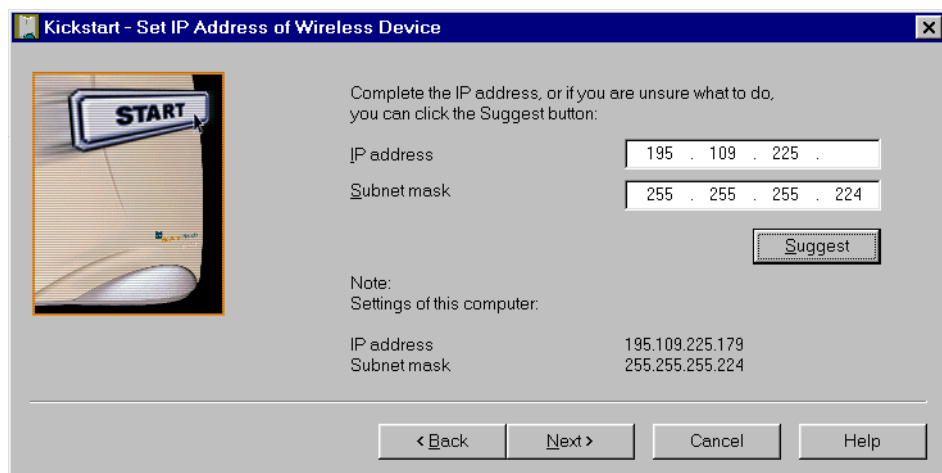 Kickstart - Set IP Address of Wireless Device
START
Complete the IP address, or if you are unsure what to do,
you can click the Suggest button:
IP address 195 . 109 . 225 .
Subnet mask 255 . 255 . 255 . 224
Suggest
Note:
Settings of this computer:
IP address 195.109.225.179
Subnet mask 255.255.255.224
< Back Next > Cancel Help